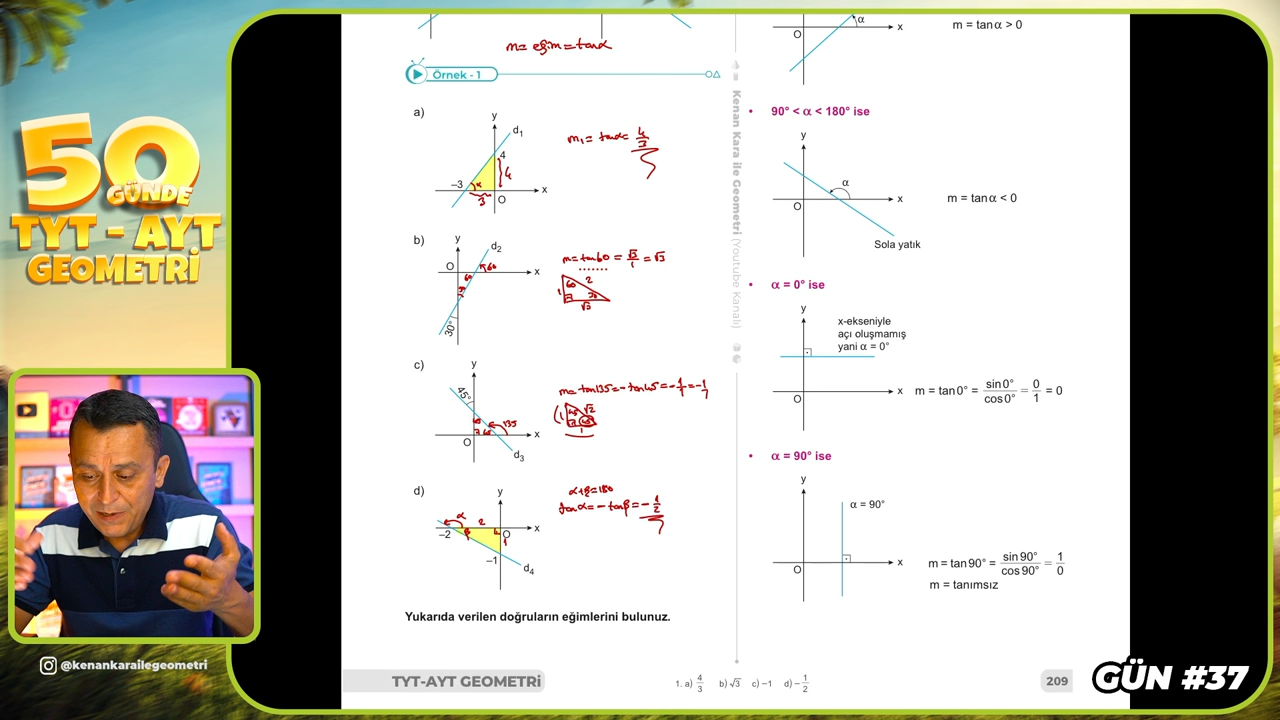 50
GÜNDE
TYT - AYT
GEOMETRİ
@kenankarailegeometri
m = eğim = tanα
Örnek - 1
a)
y
d1
4
4
–3
α
3
O
x
m1 = tanα = 4/3
b)
y
d2
O
60
60
x
30°
m = tan60 = √3/1 = √3
60
2
1
30
√3
c)
y
45°
45
135
45
x
O
d3
m = tan135 = –tan45 = –1/1 = –1
45
√2
1
45
1
d)
y
α
2
x
–2
β
O
1
–1
d4
α+β=180
tanα = –tanβ = –1/2
Yukarıda verilen doğruların eğimlerini bulunuz.
TYT-AYT GEOMETRİ
1. a) 4/3 b) √3 c) –1 d) –1/2
Kenan Kara ile Geometri (Youtube Kanalı)
α
O
x
m = tanα > 0
• 90° < α < 180° ise
y
α
O
x
m = tanα < 0
Sola yatık
• α = 0° ise
y
x-ekseniyle
açı oluşmamış
yani α = 0°
O
x
m = tan0° = sin0°/cos0° = 0/1 = 0
• α = 90° ise
y
α = 90°
O
x
m = tan90° = sin90°/cos90° = 1/0
m = tanımsız
209
GÜN #37